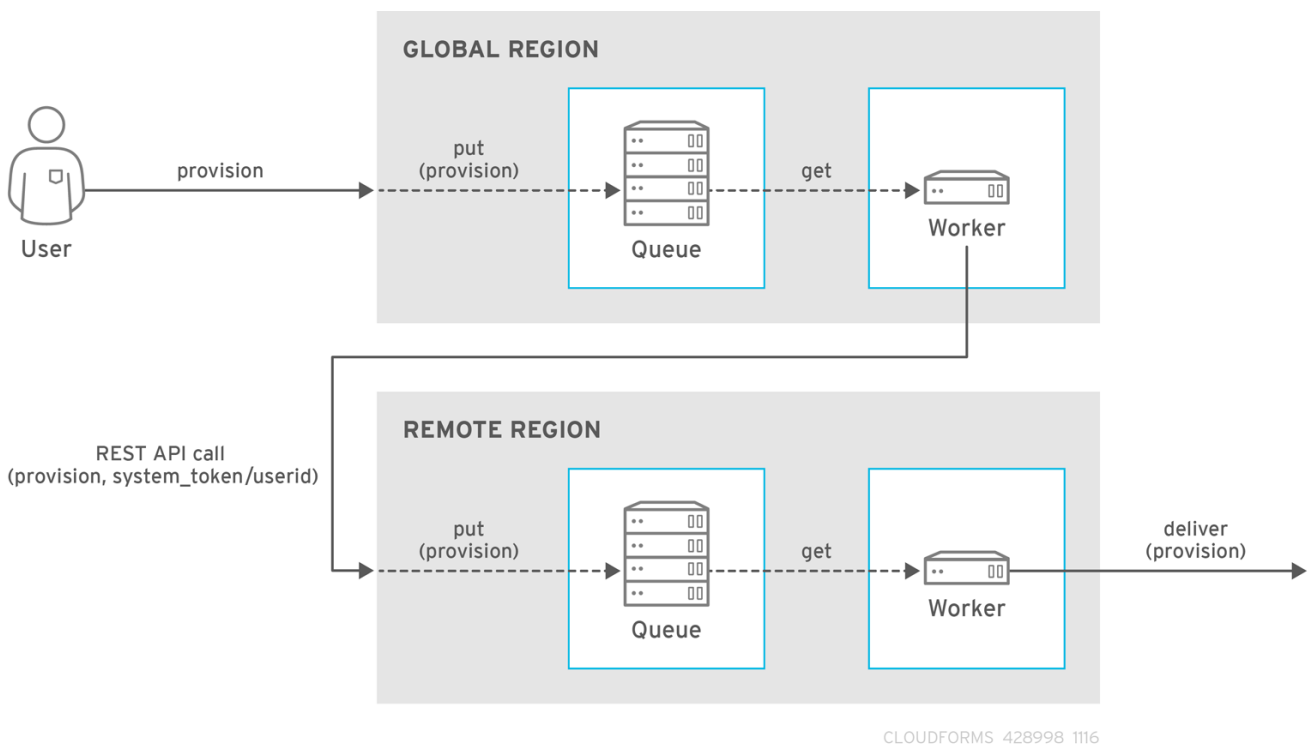 GLOBAL REGION
provision
put
(provision)
get
User
Queue
Worker
REMOTE REGION
REST API call
(provision, system_token/userid)
put
(provision)
get
deliver
(provision)
Queue
Worker
CLOUDFORMS 428998 1116